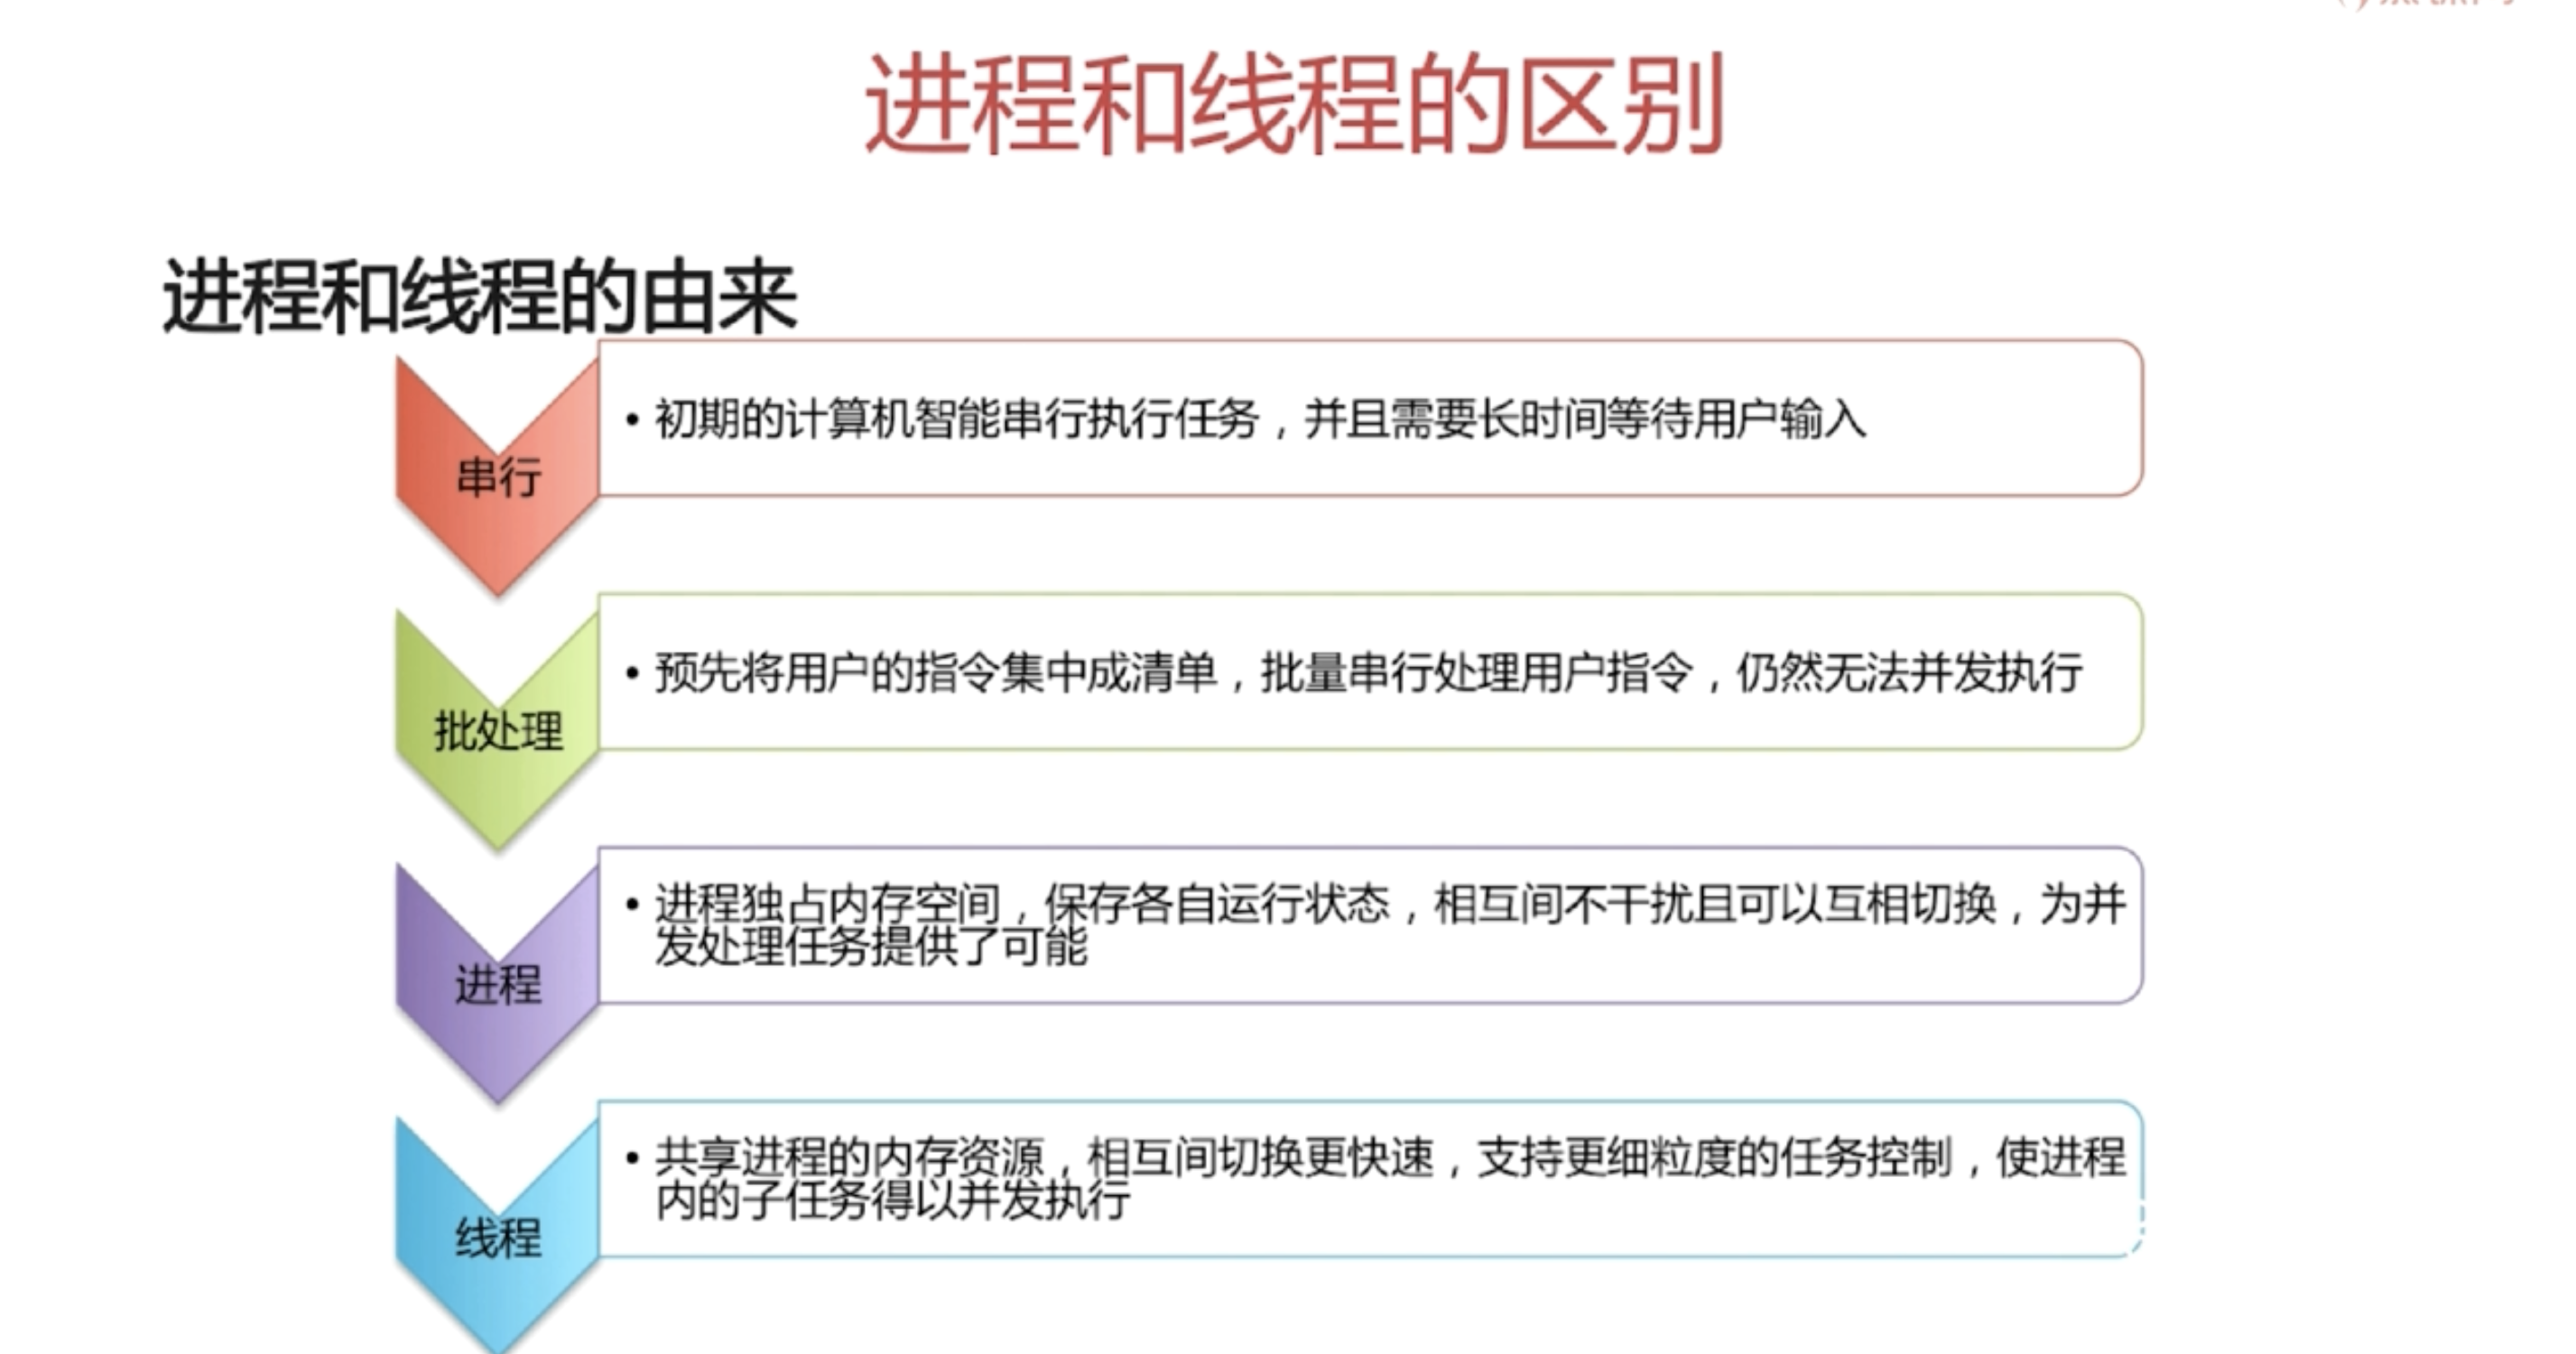 进程和线程的区别
进程和线程的由来
串行
• 初期的计算机智能串行执行任务，并且需要长时间等待用户输入
批处理
• 预先将用户的指令集中成清单，批量串行处理用户指令，仍然无法并发执行
进程
• 进程独占内存空间，保存各自运行状态，相互间不干扰且可以互相切换，为并
发处理任务提供了可能
线程
• 共享进程的内存资源，相互间切换更快速，支持更细粒度的任务控制，使进程
内的子任务得以并发执行